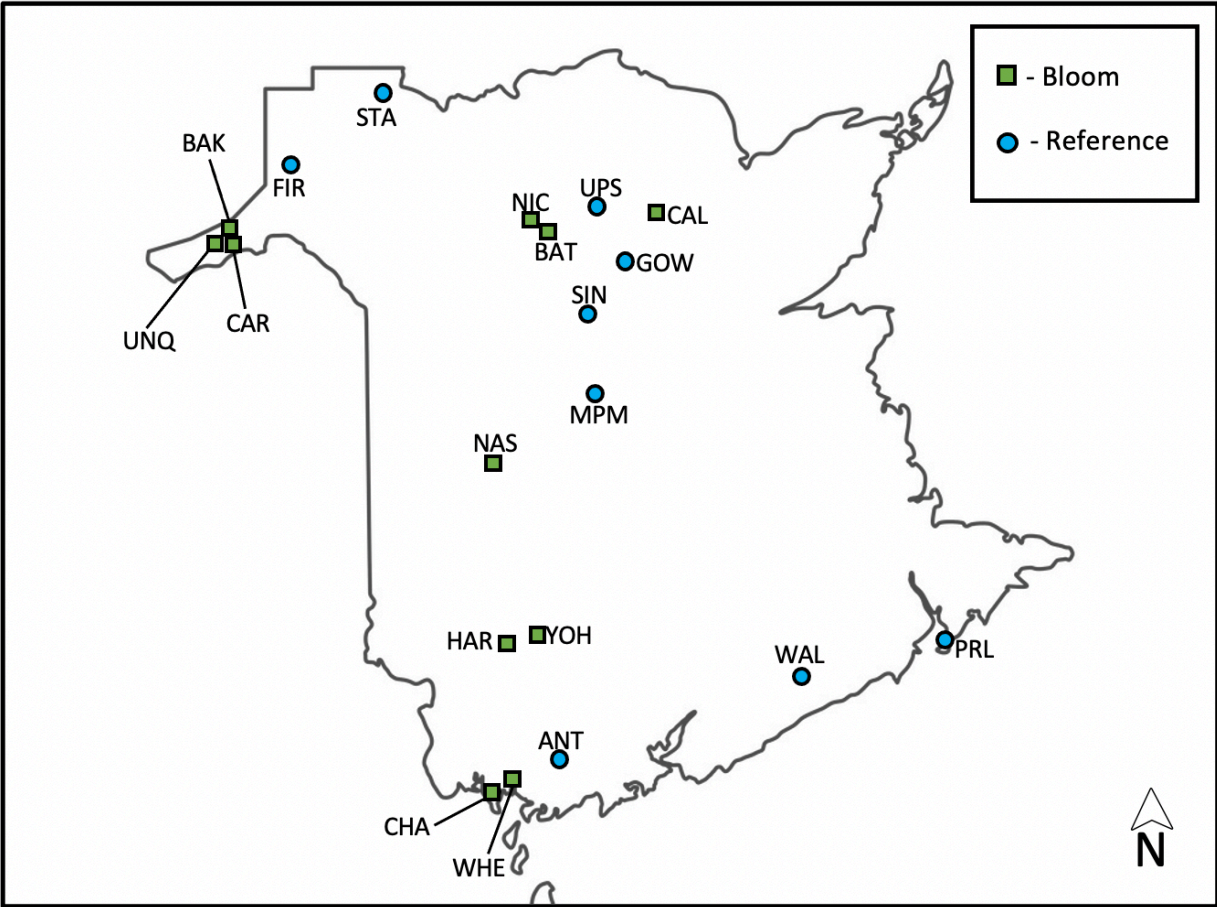 - Bloom
- Reference
STA
BAK
FIR
UPS
NIC
CAL
BAT
GOW
SIN
CAR
UNQ
MPM
NAS
HAR
YOH
WAL
PRL
ANT
CHA
WHE
N